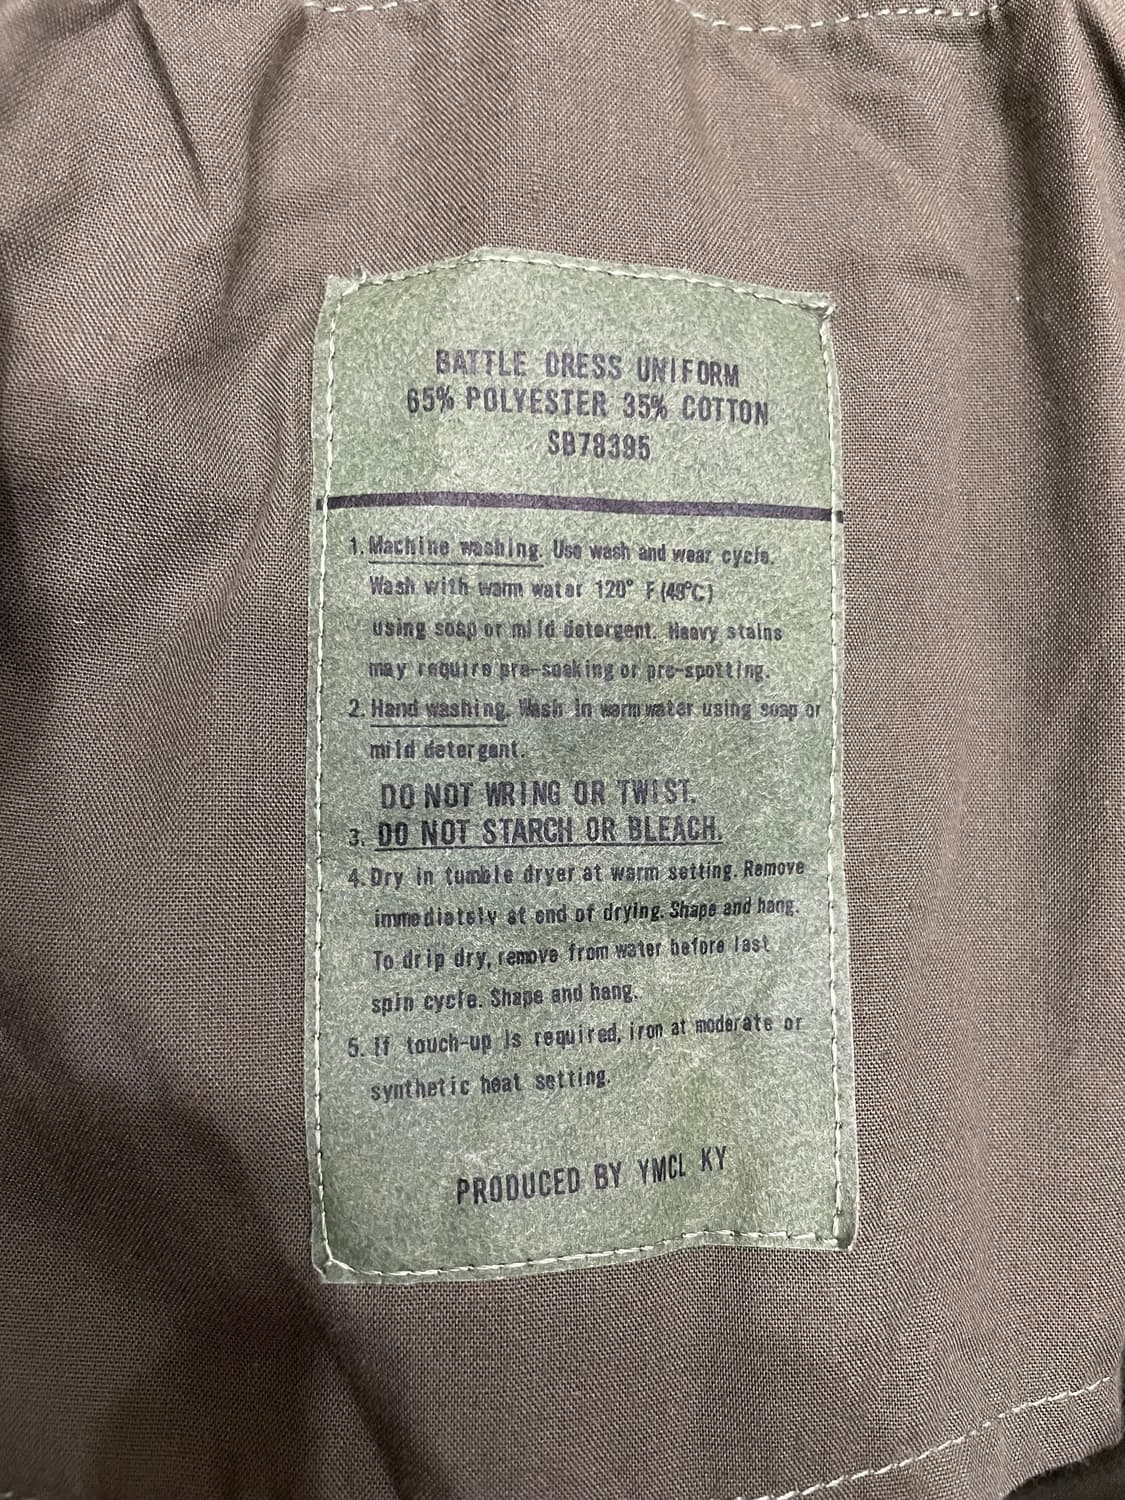 BATTLE DRESS UNIFORM
65% POLYESTER 35% COTTON
SB78395
1. Machine washing. Use wash and wear cycle.
Wash with warm water 120° F (49°C)
using soap or mild detergent. Heavy stains
may require pre-soaking or pre-spotting.
2. Hand washing. Wash in warm water using soap or
mild detergent.
DO NOT WRING OR TWIST.
3. DO NOT STARCH OR BLEACH.
4. Dry in tumble dryer at warm setting. Remove
immediately at end of drying. Shape and hang.
To drip dry, remove from water before last
spin cycle. Shape and hang.
5. If touch-up is required, iron at moderate or
synthetic heat setting.
PRODUCED BY YMCL KY